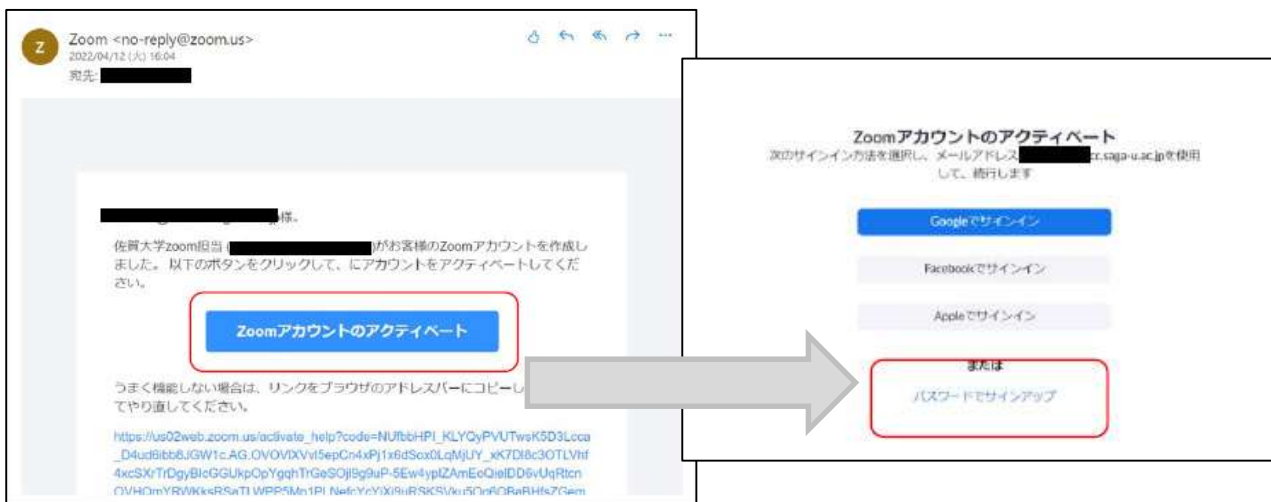 Z
Zoom <no-reply@zoom.us>
2022/04/12 (火) 16:04
宛先:
様。
佐賀大学zoom担当 (
)がお客様のZoomアカウントを作成し
ました。 以下のボタンをクリックして、にアカウントをアクティベートしてくだ
さい。
Zoomアカウントのアクティベート
うまく機能しない場合は、リンクをブラウザのアドレスバーにコピーし
てやり直してください。
Zoomアカウントのアクティベート
次のサインイン方法を選択し、メールアドレス
cr.saga-u.ac.jpを使用
して、続行します
Googleでサインイン
Facebookでサインイン
Appleでサインイン
または
パスワードでサインアップ